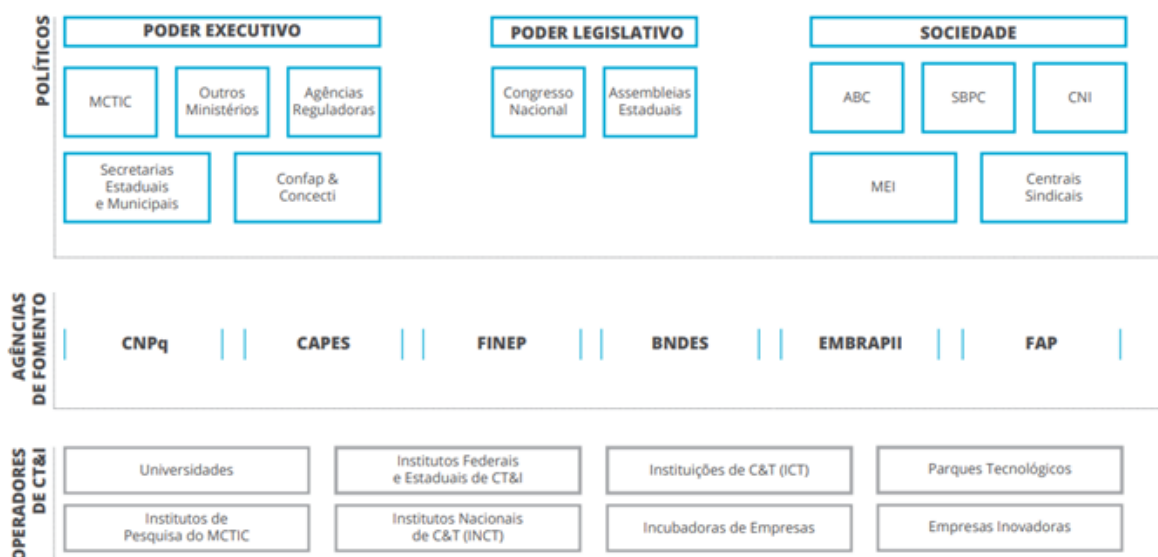 POLÍTICOS
PODER EXECUTIVO
PODER LEGISLATIVO
SOCIEDADE
MCTIC
Outros
Ministérios
Agências
Reguladoras
Congresso
Nacional
Assembleias
Estaduais
ABC
SBPC
CNI
Secretarias
Estaduais
e Municipais
Confap &
Concecti
MEI
Centrais
Sindicais
AGÊNCIAS
DE FOMENTO
CNPq
CAPES
FINEP
BNDES
EMBRAPII
FAP
OPERADORES
DE CT&I
Universidades
Institutos Federais
e Estaduais de CT&I
Instituições de C&T (ICT)
Parques Tecnológicos
Institutos de
Pesquisa do MCTIC
Institutos Nacionais
de C&T (INCT)
Incubadoras de Empresas
Empresas Inovadoras